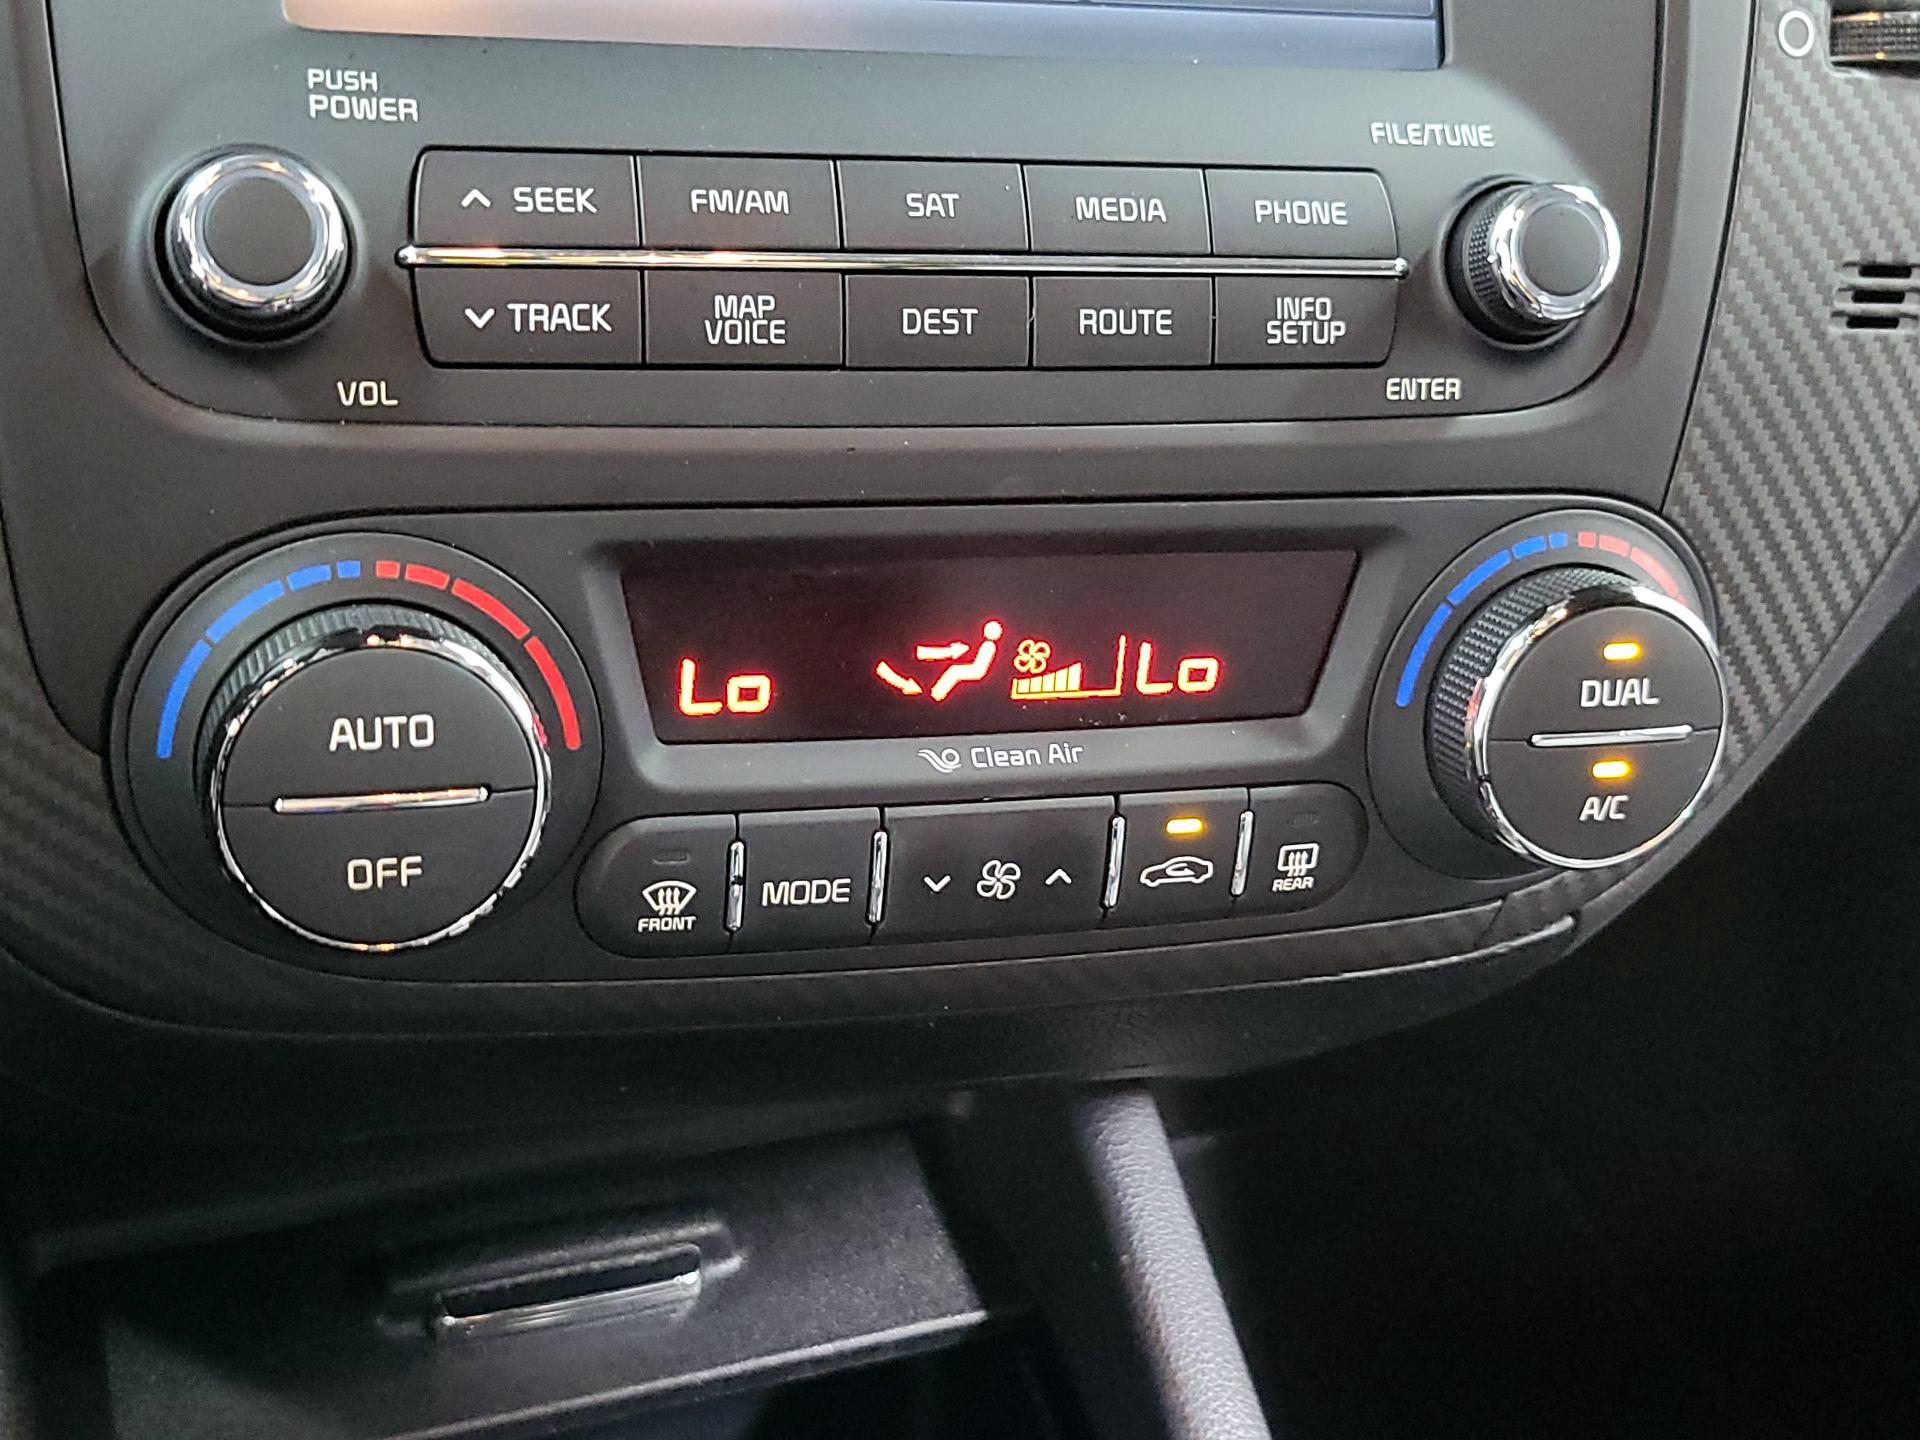 PUSH
POWER
FILE/TUNE
SEEK FM/AM SAT MEDIA PHONE
TRACK MAP VOICE DEST ROUTE INFO SETUP
VOL
ENTER
Lo Lo
Clean Air
AUTO
OFF
DUAL
A/C
FRONT
MODE
REAR